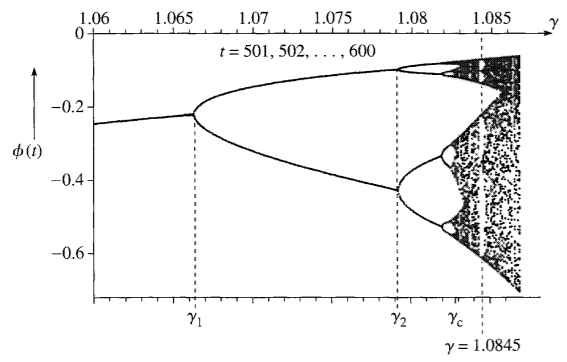 1.06 1.065 1.07 1.075 1.08 1.085 γ
0
t = 501, 502, . . . , 600
−0.2
ϕ(t)
−0.4
−0.6
γ₁ γ₂ γc
γ = 1.0845